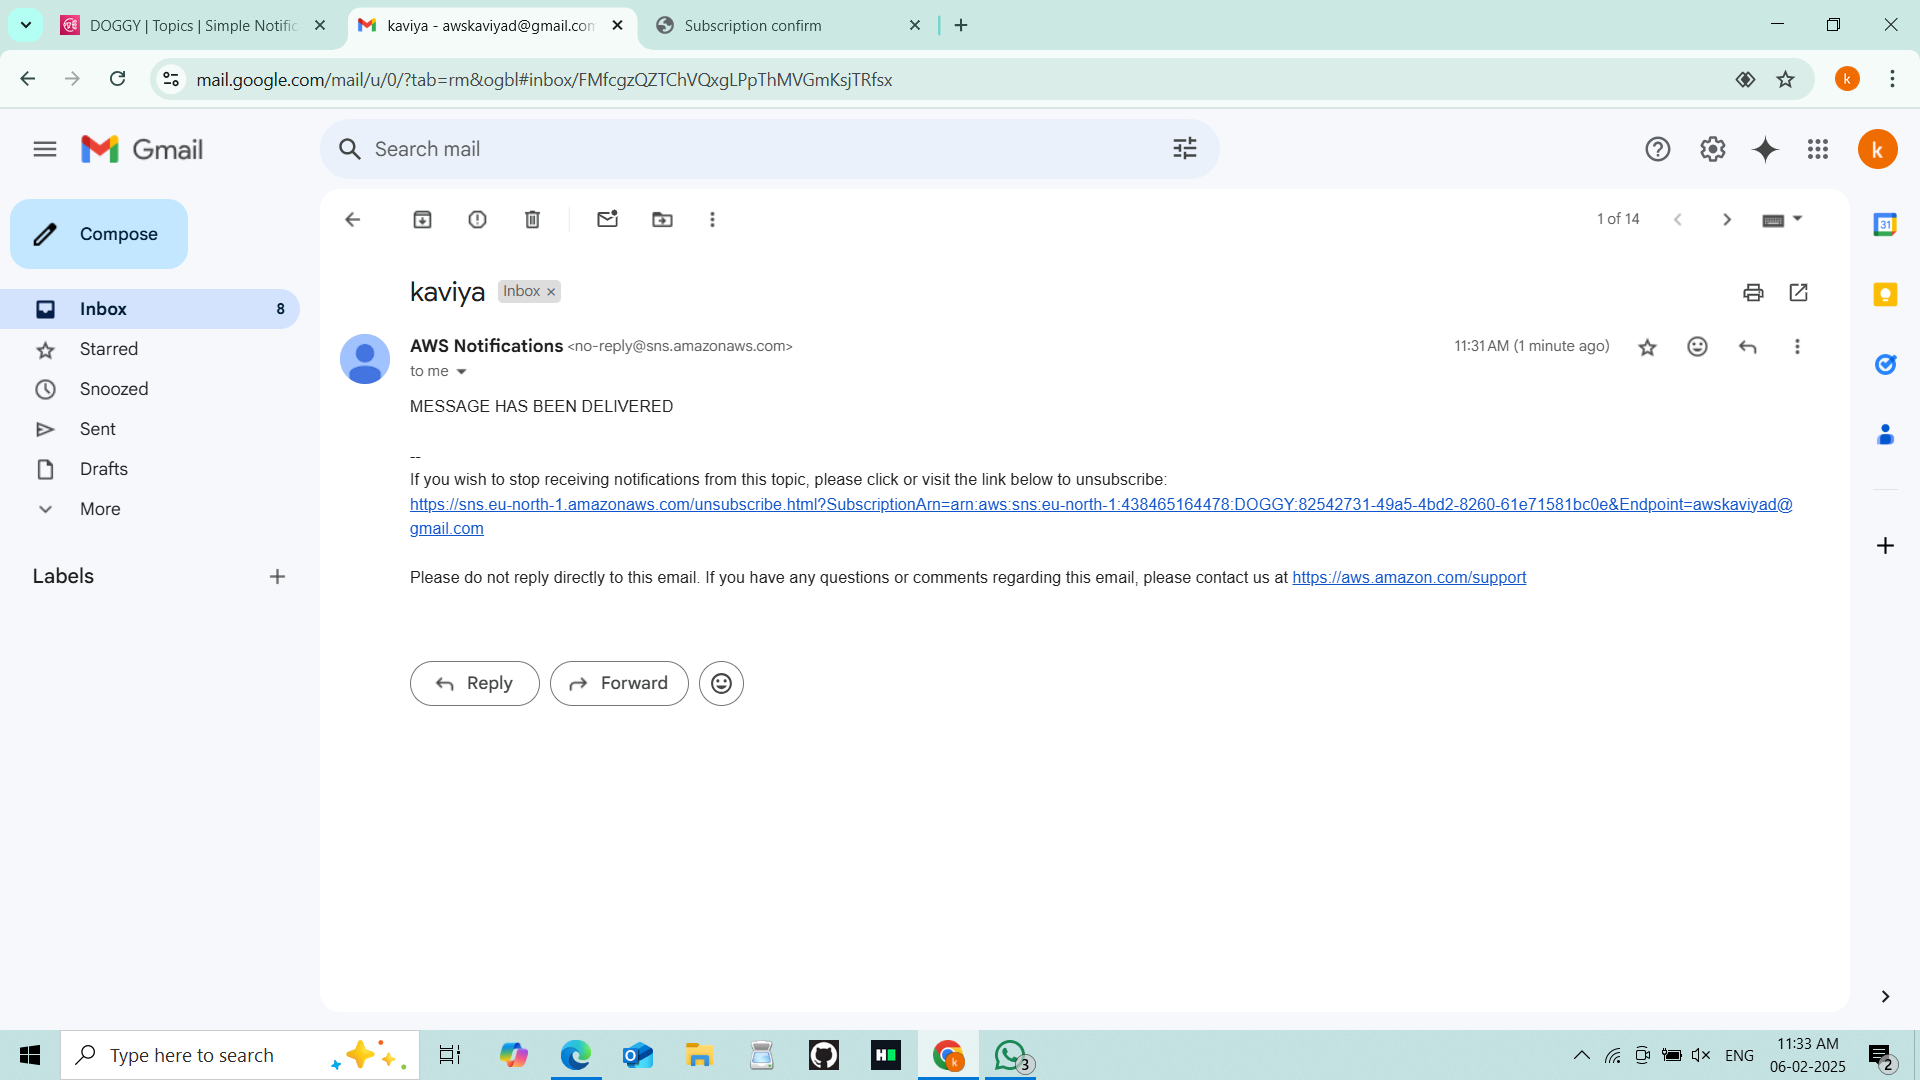 DOGGY | Topics | Simple Notific
kaviya - awskaviyad@gmail.com
Subscription confirm
mail.google.com/mail/u/0/?tab=rm&ogbl#inbox/FMfcgzQZTChVQxgLPpThMVGmKsjTRfsx
k
Gmail
Search mail
k
Compose
1 of 14
31
kaviya
Inbox ×
Inbox 8
AWS Notifications <no-reply@sns.amazonaws.com>
11:31 AM (1 minute ago)
to me
Starred
Snoozed
Sent
Drafts
More
Labels
MESSAGE HAS BEEN DELIVERED
--
If you wish to stop receiving notifications from this topic, please click or visit the link below to unsubscribe:
https://sns.eu-north-1.amazonaws.com/unsubscribe.html?SubscriptionArn=arn:aws:sns:eu-north-1:438465164478:DOGGY:82542731-49a5-4bd2-8260-61e71581bc0e&Endpoint=awskaviyad@
gmail.com
Please do not reply directly to this email. If you have any questions or comments regarding this email, please contact us at https://aws.amazon.com/support
Reply
Forward
Type here to search
3
ENG
11:33 AM
06-02-2025
2